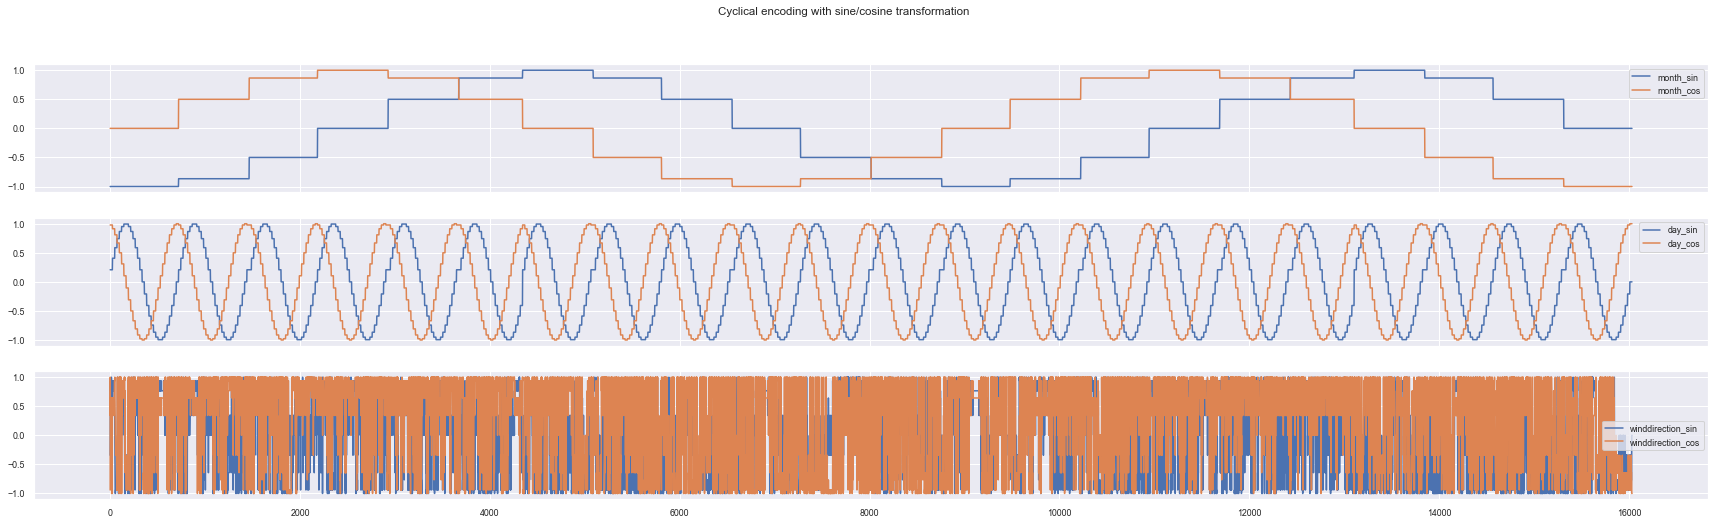 Cyclical encoding with sine/cosine transformation
1.0
0.5
0.0
−0.5
−1.0
month_sin
month_cos
1.0
0.5
0.0
−0.5
−1.0
day_sin
day_cos
1.0
0.5
0.0
−0.5
−1.0
winddirection_sin
winddirection_cos
0 2000 4000 6000 8000 10000 12000 14000 16000